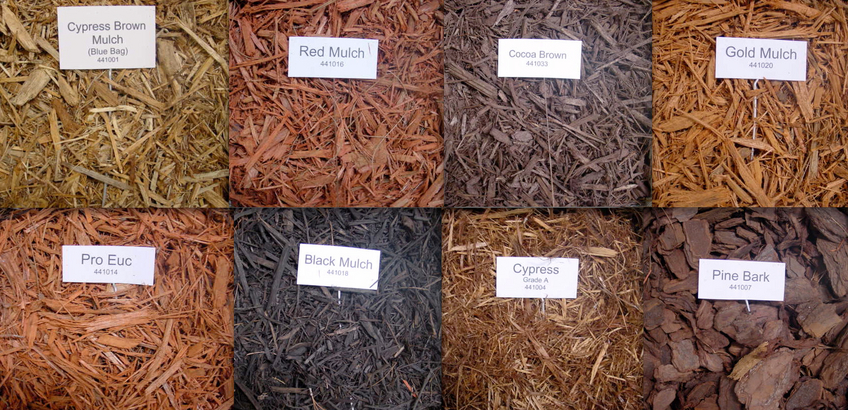 Cypress Brown
Mulch
(Blue Bag)
441001
Red Mulch
441016
Cocoa Brown
441033
Gold Mulch
441020
Pro Euc
441014
Black Mulch
441018
Cypress
Grade A
441004
Pine Bark
441007